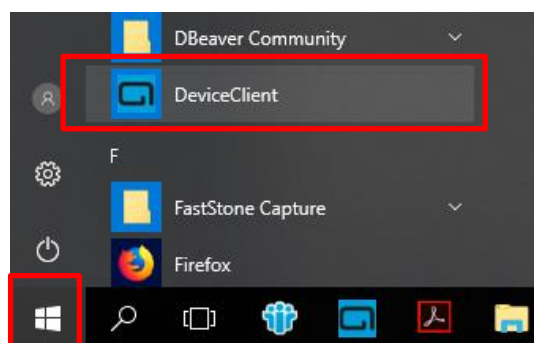 DBeaver Community
DeviceClient
F
FastStone Capture
Firefox